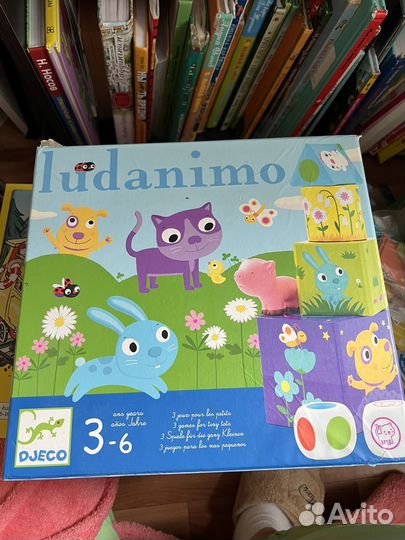 Н. Носов
ludanimo
ans years
años Jahre
3-6
3 jeux pour les petits
3 games for tiny tots
3 Spiele für die ganz Kleinen
3 juegos para los mas pequeños
DJECO
Avito